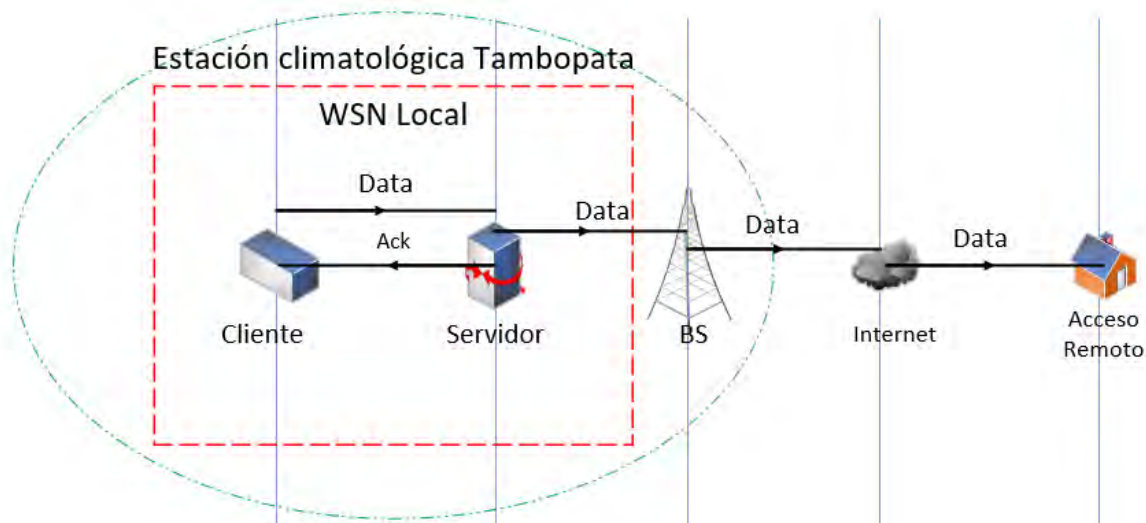 Estación climatológica Tambopata
WSN Local
Data
Data
Data
Data
Ack
Cliente
Servidor
BS
Internet
Acceso
Remoto